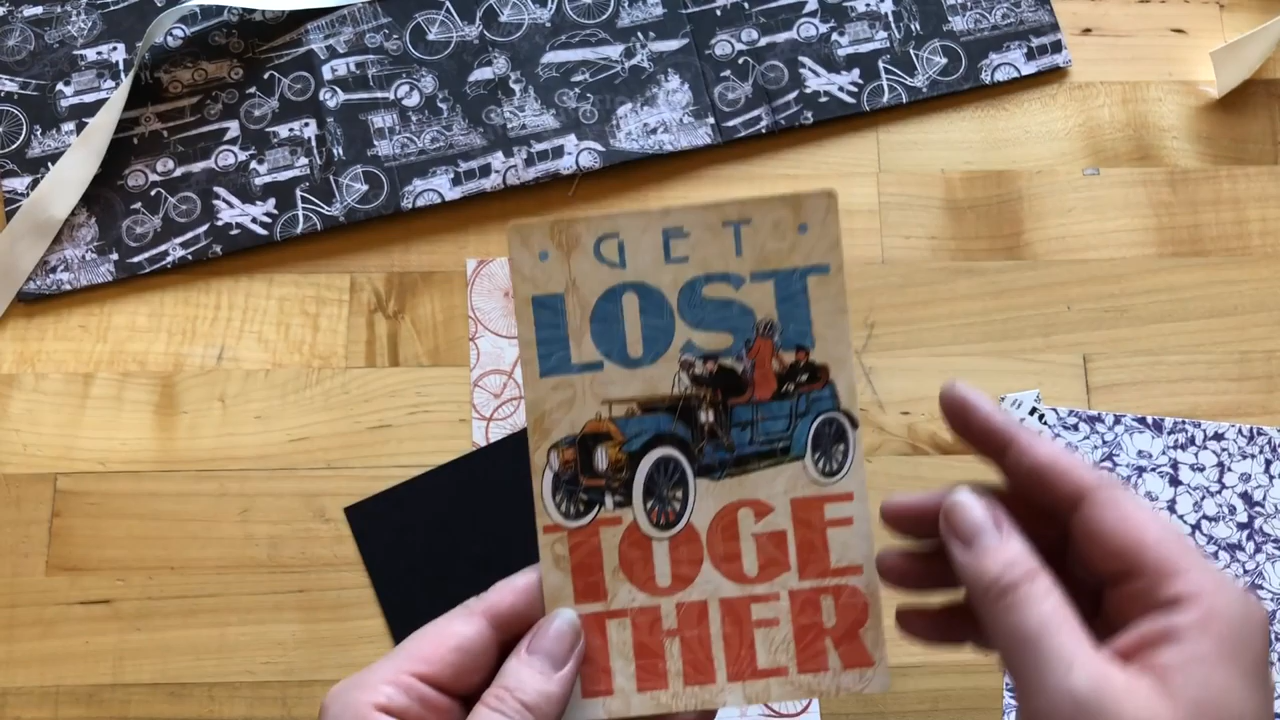 • GET •
LOST
TOGE
THER